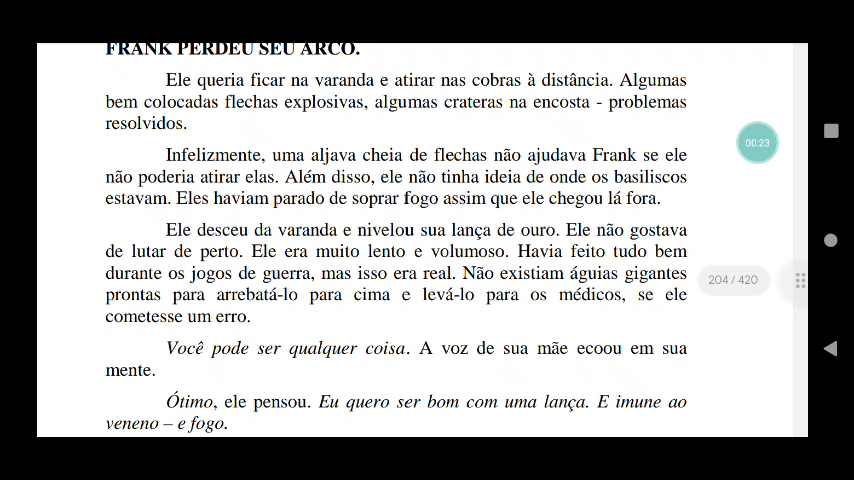 FRANK PERDEU SEU ARCO.
Ele queria ficar na varanda e atirar nas cobras à distância. Algumas
bem colocadas flechas explosivas, algumas crateras na encosta - problemas
resolvidos.
Infelizmente, uma aljava cheia de flechas não ajudava Frank se ele
não poderia atirar elas. Além disso, ele não tinha ideia de onde os basiliscos
estavam. Eles haviam parado de soprar fogo assim que ele chegou lá fora.
Ele desceu da varanda e nivelou sua lança de ouro. Ele não gostava
de lutar de perto. Ele era muito lento e volumoso. Havia feito tudo bem
durante os jogos de guerra, mas isso era real. Não existiam águias gigantes
prontas para arrebatá-lo para cima e levá-lo para os médicos, se ele
cometesse um erro.
Você pode ser qualquer coisa. A voz de sua mãe ecoou em sua
mente.
Ótimo, ele pensou. Eu quero ser bom com uma lança. E imune ao
veneno – e fogo.
00:23
204 / 420